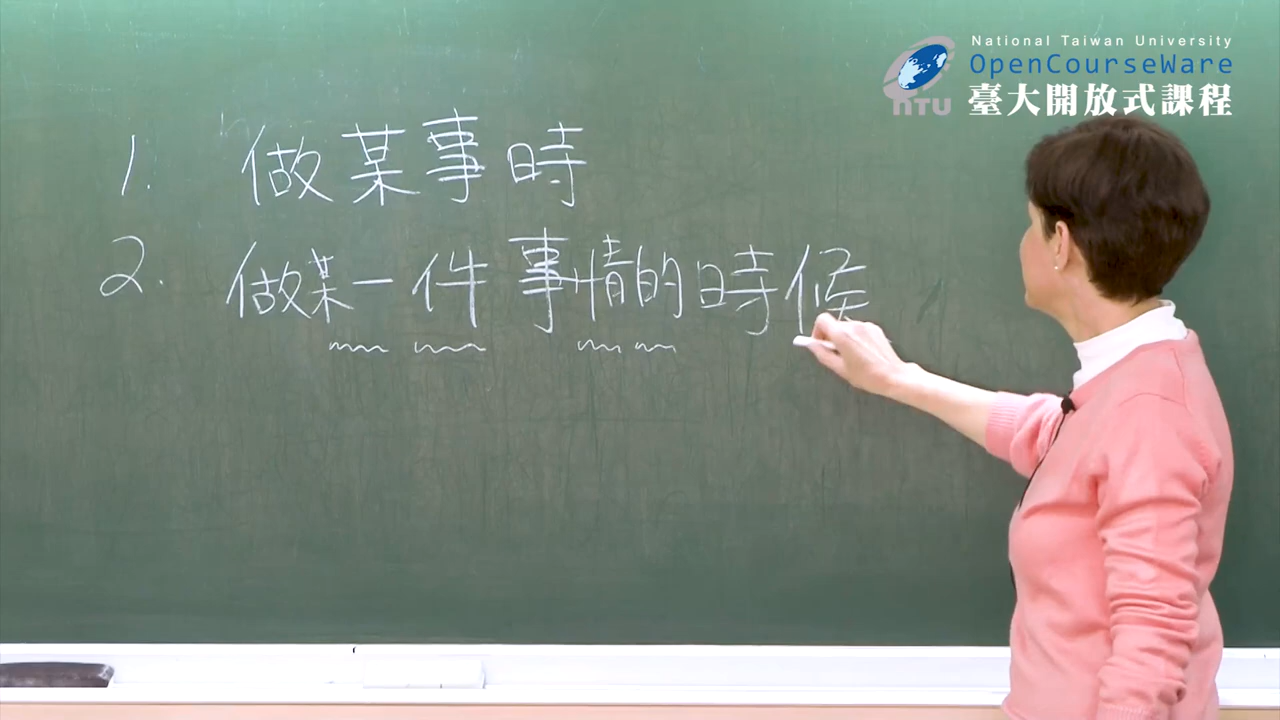 National Taiwan University
OpenCourseWare
NTU 臺大開放式課程
1. 做某事時
2. 做某一件事情的時候